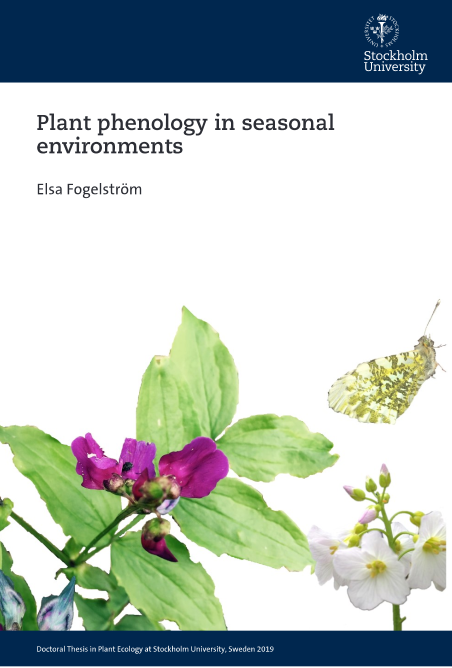 Stockholm
University
Plant phenology in seasonal
environments
Elsa Fogelström
Doctoral Thesis in Plant Ecology at Stockholm University, Sweden 2019